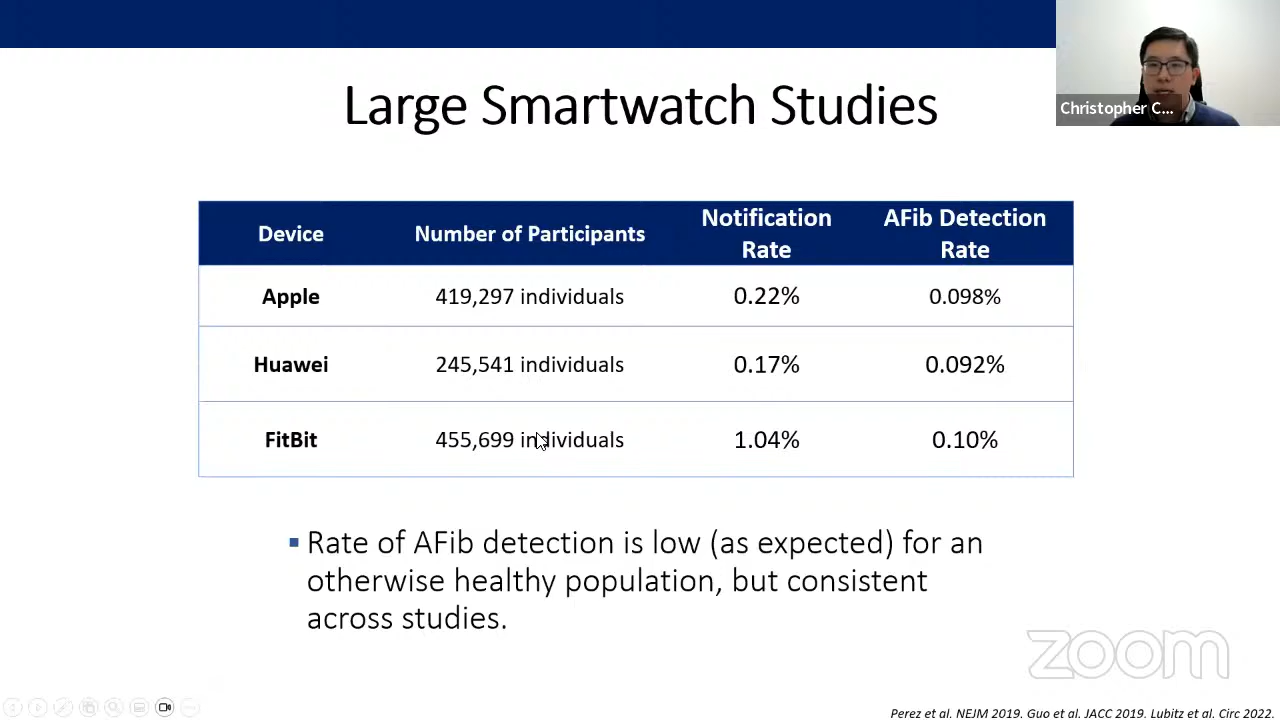 Large Smartwatch Studies
Christopher C...
Device Number of Participants Notification Rate AFib Detection Rate
Apple 419,297 individuals 0.22% 0.098%
Huawei 245,541 individuals 0.17% 0.092%
FitBit 455,699 individuals 1.04% 0.10%
Rate of AFib detection is low (as expected) for an
otherwise healthy population, but consistent
across studies.
zoom
Perez et al. NEJM 2019. Guo et al. JACC 2019. Lubitz et al. Circ 2022.